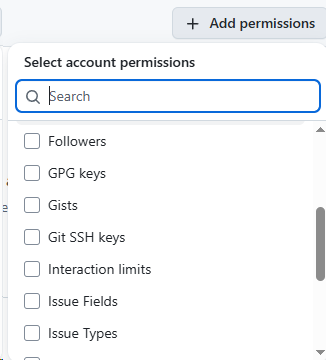 Add permissions
Select account permissions
Search
Followers
GPG keys
Gists
Git SSH keys
Interaction limits
Issue Fields
Issue Types